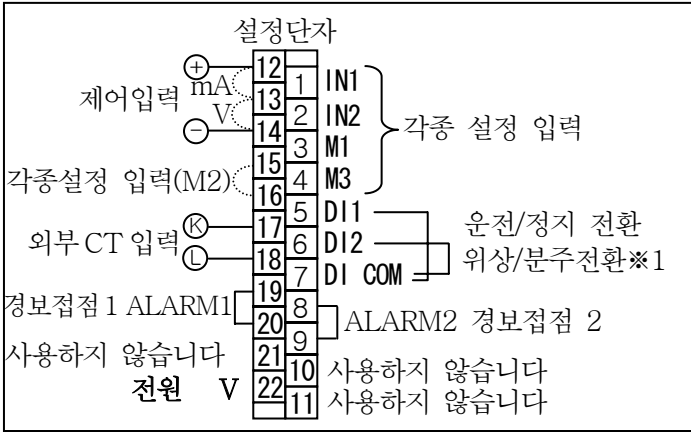 설정단자
12
1 IN1
mA
제어입력
13
V
2 IN2
14
각종 설정 입력
3 M1
15
각종설정 입력(M2)
4 M3
16
5 DI1
K 17
운전/정지 전환
외부 CT 입력
6 DI2
L 18
위상/분주전환※1
7 DI COM
경보접점 1 ALARM1
19
8
20
ALARM2 경보접점 2
9
사용하지 않습니다
21
10 사용하지 않습니다
전원 V 22
11 사용하지 않습니다